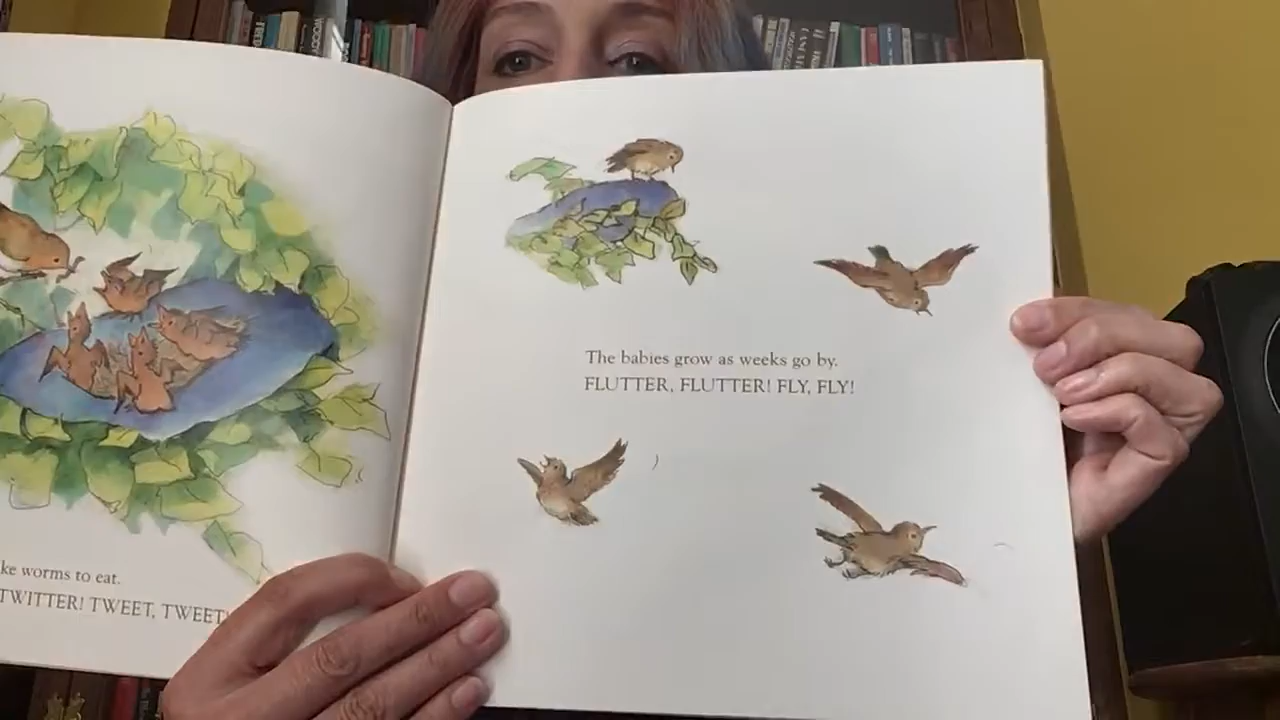 ke worms to eat.
TWITTER! TWEET, TWEET!
The babies grow as weeks go by.
FLUTTER, FLUTTER! FLY, FLY!